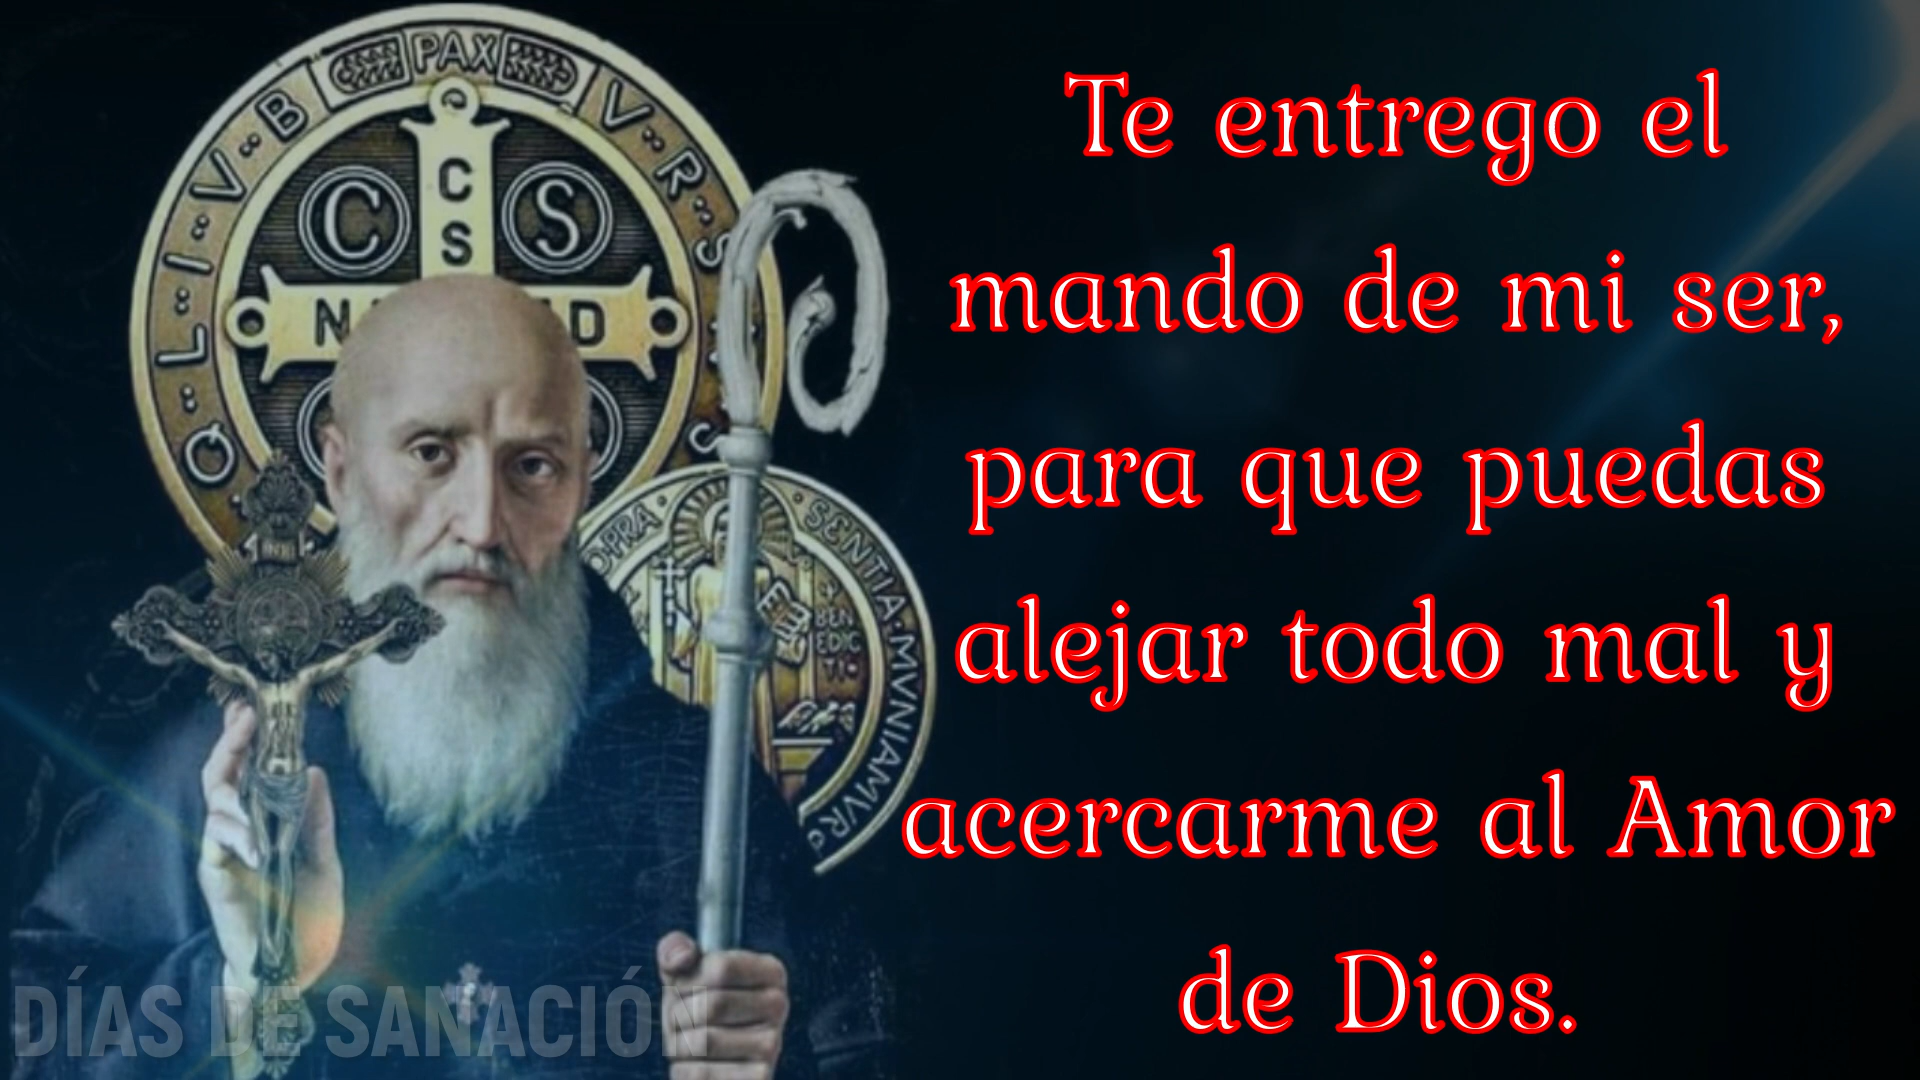 Te entrego el
mando de mi ser,
para que puedas
alejar todo mal y
acercarme al Amor
de Dios.
PAX
V·B
V·R·S
Q·L·I·V·B
C
S
C
S
N
D
SENTIA·MVNIAMVR
BEN
EDIC
TI·
INRI
DÍAS DE SANACIÓN